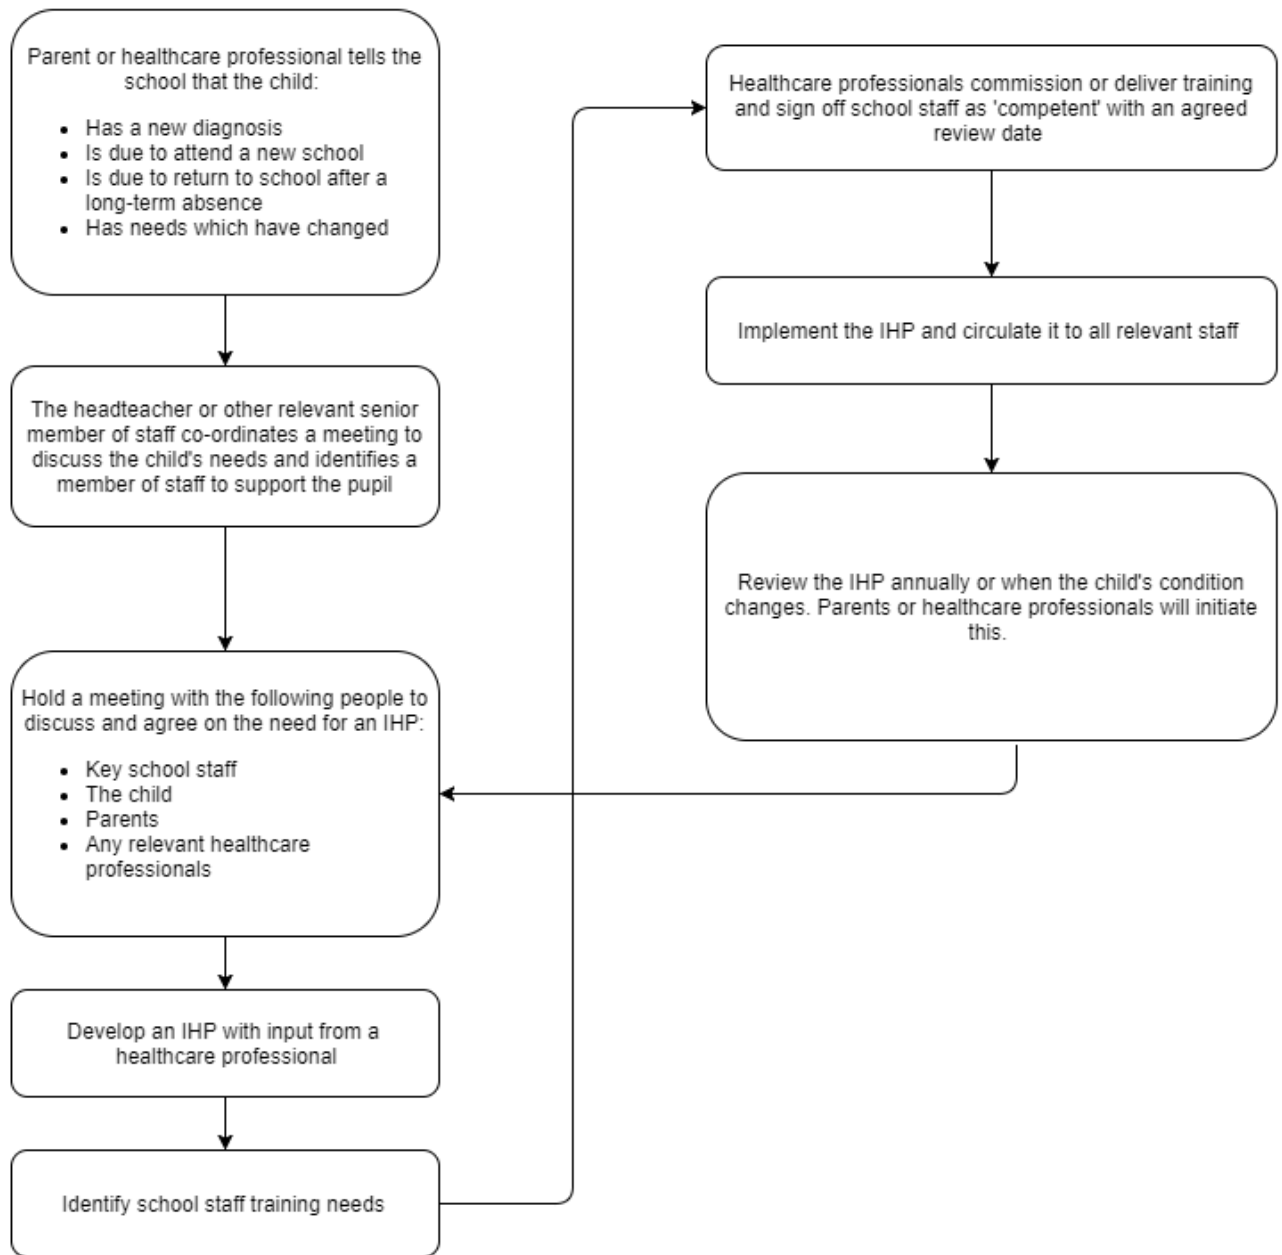 Parent or healthcare professional tells the
school that the child:
• Has a new diagnosis
• Is due to attend a new school
• Is due to return to school after a
long-term absence
• Has needs which have changed
The headteacher or other relevant senior
member of staff co-ordinates a meeting to
discuss the child's needs and identifies a
member of staff to support the pupil
Hold a meeting with the following people to
discuss and agree on the need for an IHP:
• Key school staff
• The child
• Parents
• Any relevant healthcare
professionals
Develop an IHP with input from a
healthcare professional
Identify school staff training needs
Healthcare professionals commission or deliver training
and sign off school staff as 'competent' with an agreed
review date
Implement the IHP and circulate it to all relevant staff
Review the IHP annually or when the child's condition
changes. Parents or healthcare professionals will initiate
this.